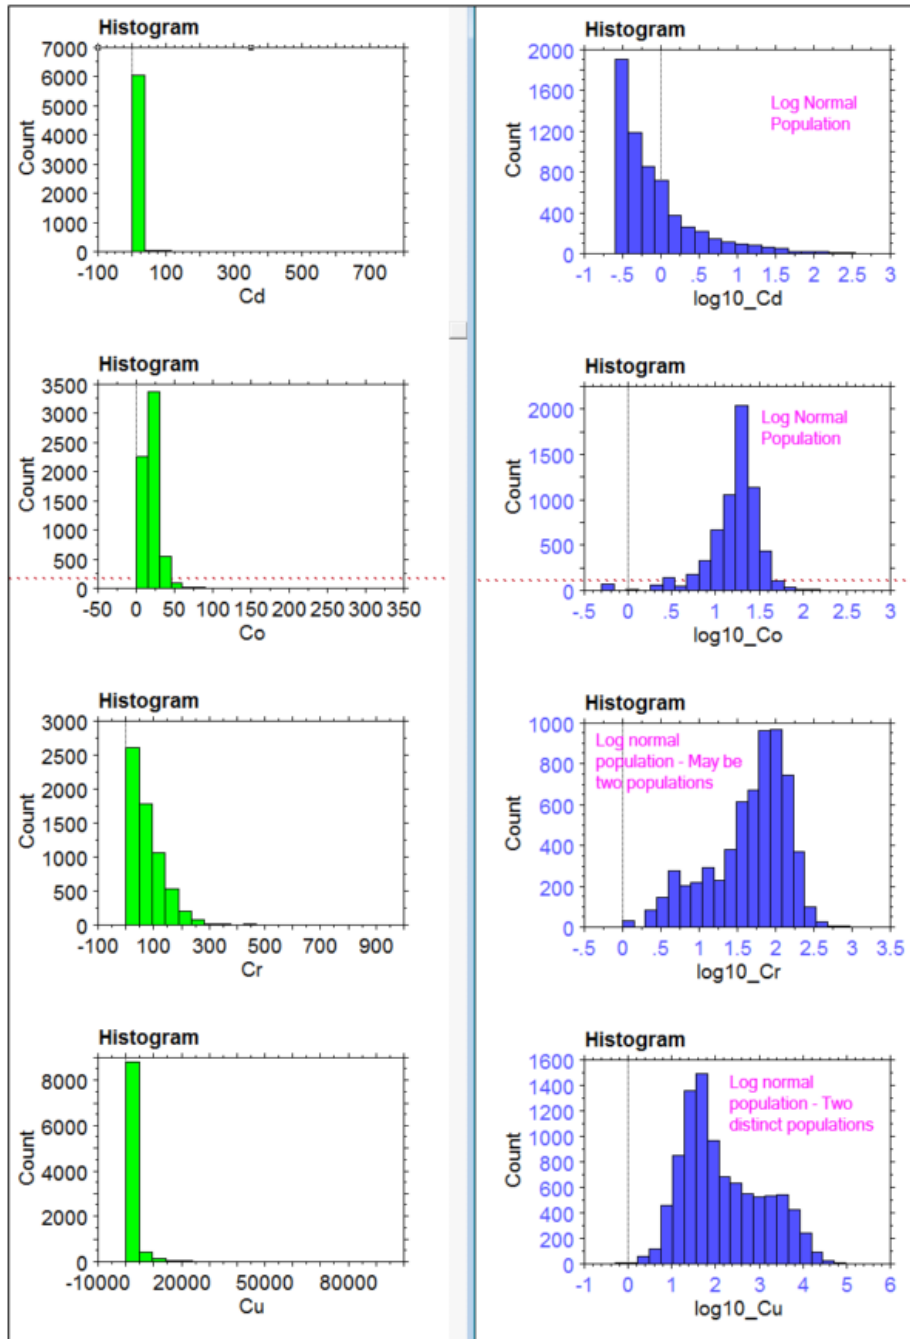 Histogram
7000
6000
5000
4000
3000
2000
1000
0
Count
-100 100 300 500 700
Cd
Histogram
2000
1600
1200
800
400
0
Count
Log Normal
Population
-1 -.5 0 .5 1 1.5 2 2.5 3
log10_Cd
Histogram
3500
3000
2500
2000
1500
1000
500
0
Count
-50 0 50 100 150 200 250 300 350
Co
Histogram
2000
1500
1000
500
0
Count
Log Normal
Population
-.5 0 .5 1 1.5 2 2.5 3
log10_Co
Histogram
3000
2500
2000
1500
1000
500
0
Count
-100 100 300 500 700 900
Cr
Histogram
1000
800
600
400
200
0
Count
Log normal
population - May be
two populations
-.5 0 .5 1 1.5 2 2.5 3 3.5
log10_Cr
Histogram
8000
6000
4000
2000
0
Count
-10000 20000 50000 80000
Cu
Histogram
1600
1400
1200
1000
800
600
400
200
0
Count
Log normal
population - Two
distinct populations
-1 0 1 2 3 4 5 6
log10_Cu